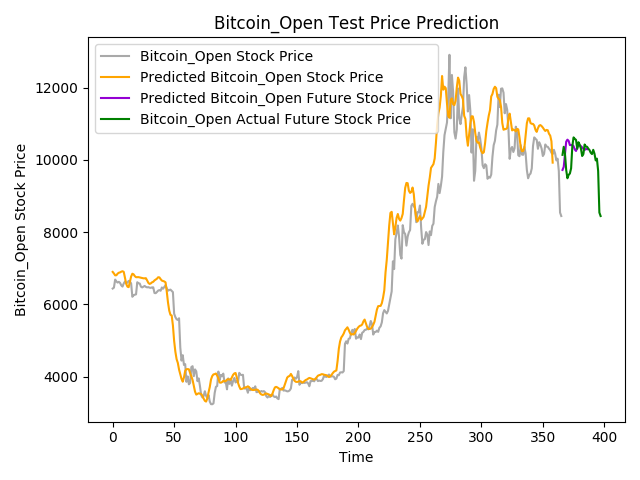 Bitcoin_Open Test Price Prediction
Bitcoin_Open Stock Price
Predicted Bitcoin_Open Stock Price
Predicted Bitcoin_Open Future Stock Price
Bitcoin_Open Actual Future Stock Price
Bitcoin_Open Stock Price
12000
10000
8000
6000
4000
0 50 100 150 200 250 300 350 400
Time